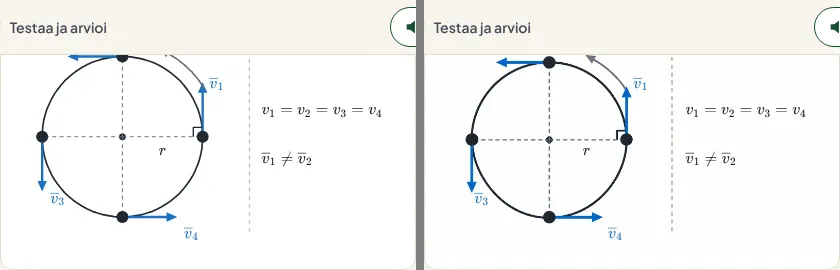 Testaa ja arvioi
v̅₁
v₁ = v₂ = v₃ = v₄
r
v̅₁ ≠ v̅₂
v̅₃
v̅₄
Testaa ja arvioi
v̅₁
v₁ = v₂ = v₃ = v₄
r
v̅₁ ≠ v̅₂
v̅₃
v̅₄